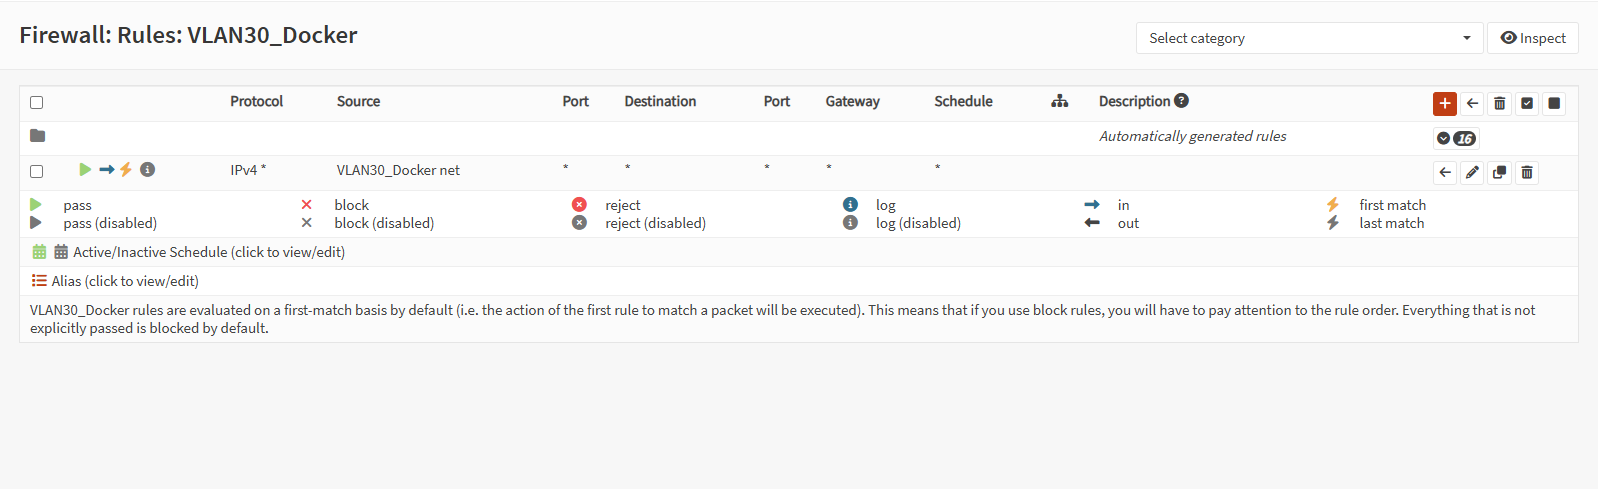 Firewall: Rules: VLAN30_Docker
Select category
Inspect
Protocol Source Port Destination Port Gateway Schedule Description
Automatically generated rules 16
IPv4 * VLAN30_Docker net * * * * *
pass block reject log in first match
pass (disabled) block (disabled) reject (disabled) log (disabled) out last match
Active/Inactive Schedule (click to view/edit)
Alias (click to view/edit)
VLAN30_Docker rules are evaluated on a first-match basis by default (i.e. the action of the first rule to match a packet will be executed). This means that if you use block rules, you will have to pay attention to the rule order. Everything that is not
explicitly passed is blocked by default.